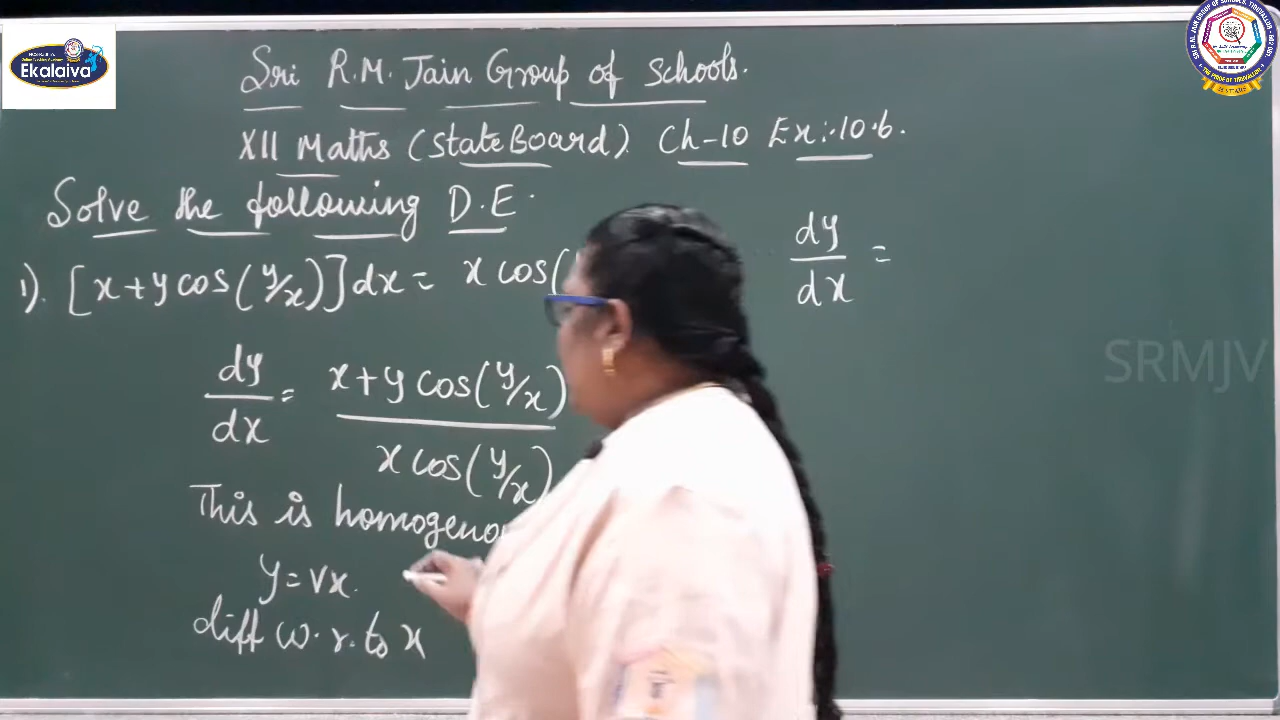 Sri R.M. Jain Group of Schools.
XII Maths (State Board) Ch-10 Ex:-10.6.
Solve the following D.E.
1). [x+y cos(y/x)]dx = x cos(
dy/dx = x+y cos(y/x) / x cos(y/x)
This is
y=vx.
diff w.r.to x
dy/dx =
Ekalaiva
SRMJV